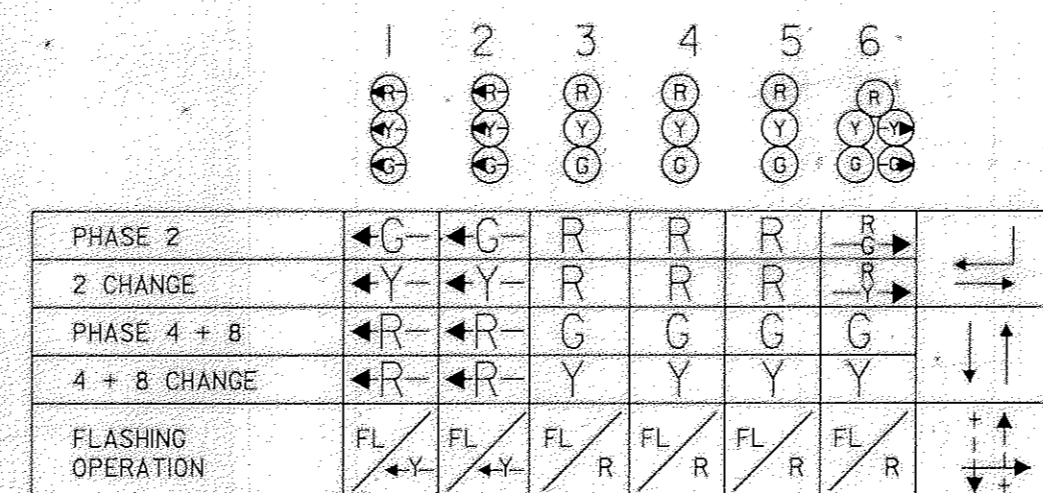 1 2 3 4 5 6
R R R R R R
Y Y Y Y Y Y Y
G G G G G G G
PHASE 2 G G R R R R G
2 CHANGE Y Y R R R R Y
PHASE 4 + 8 R R G G G G
4 + 8 CHANGE R R Y Y Y Y
FLASHING OPERATION FL/Y FL/Y FL/R FL/R FL/R FL/R